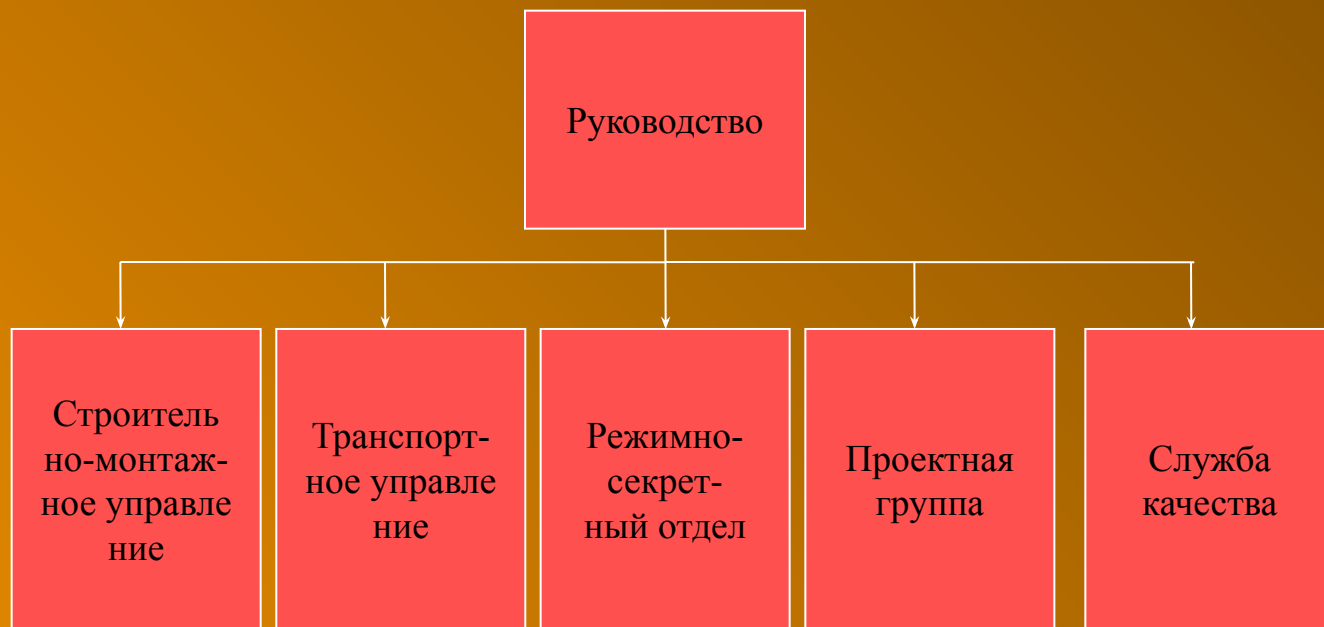 Руководство
Строитель
но-монтаж-
ное управле
ние
Транспорт-
ное управле
ние
Режимно-
секрет-
ный отдел
Проектная
группа
Служба
качества